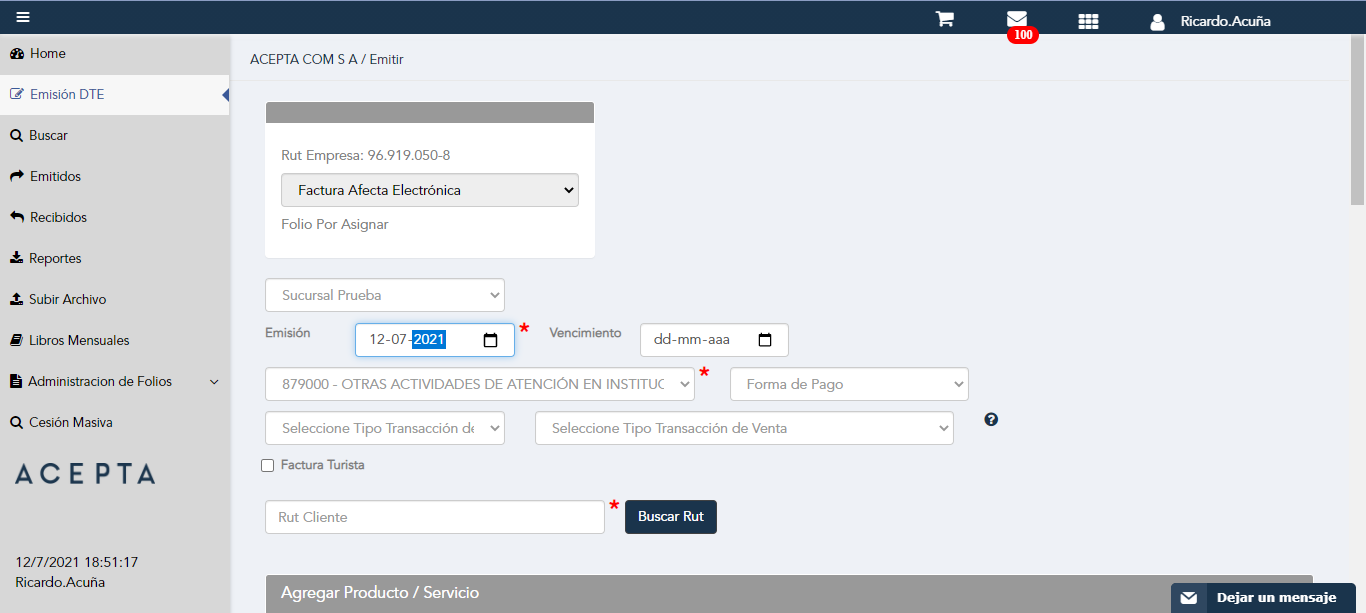 100
Ricardo.Acuña
Home
Emisión DTE
Buscar
Emitidos
Recibidos
Reportes
Subir Archivo
Libros Mensuales
Administracion de Folios
Cesión Masiva
ACEPTA
12/7/2021 18:51:17
Ricardo.Acuña
ACEPTA COM S A / Emitir
Rut Empresa: 96.919.050-8
Factura Afecta Electrónica
Folio Por Asignar
Sucursal Prueba
Emisión 12-07-2021 * Vencimiento dd-mm-aaa
879000 - OTRAS ACTIVIDADES DE ATENCIÓN EN INSTITUC * Forma de Pago
Seleccione Tipo Transacción de Seleccione Tipo Transacción de Venta ?
Factura Turista
Rut Cliente * Buscar Rut
Agregar Producto / Servicio
Dejar un mensaje